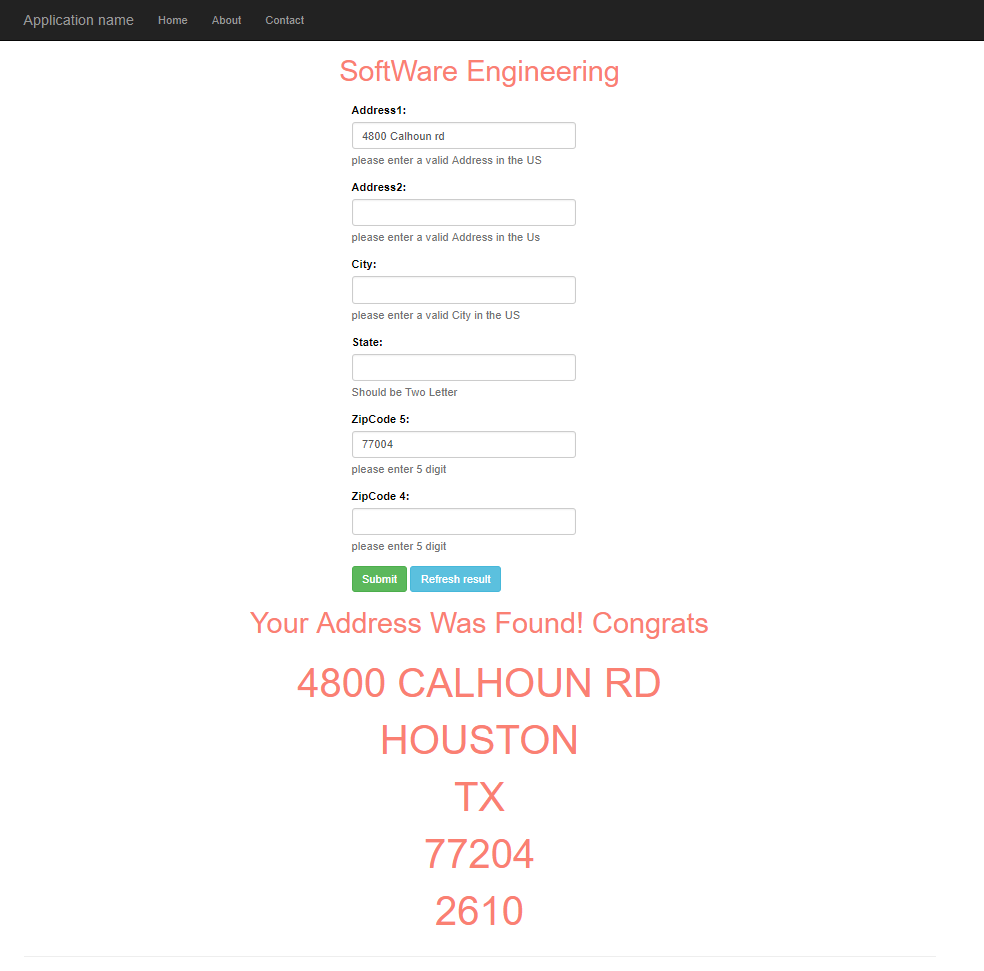 Application name Home About Contact
SoftWare Engineering
Address1:
4800 Calhoun rd
please enter a valid Address in the US
Address2:
please enter a valid Address in the Us
City:
please enter a valid City in the US
State:
Should be Two Letter
ZipCode 5:
77004
please enter 5 digit
ZipCode 4:
please enter 5 digit
Submit Refresh result
Your Address Was Found! Congrats
4800 CALHOUN RD
HOUSTON
TX
77204
2610